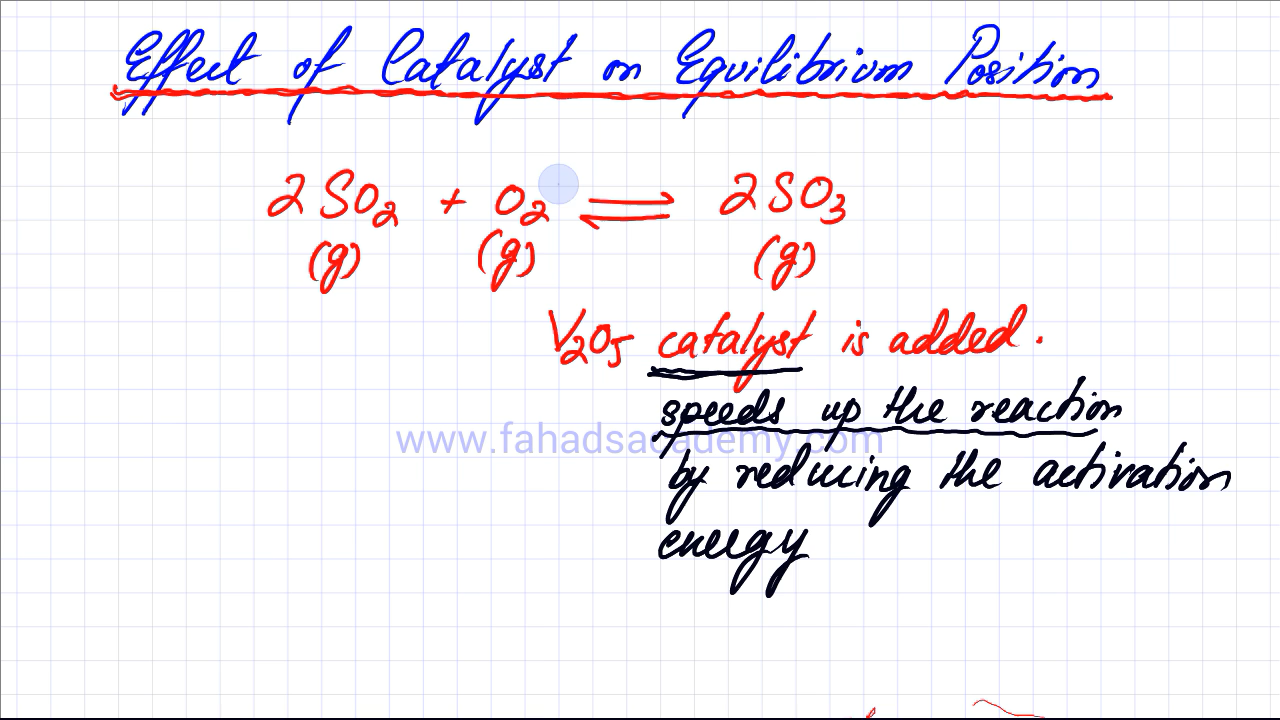 Effect of Catalyst on Equilibrium Position
2SO₂ + O₂ ⇌ 2SO₃
(g) (g) (g)
V₂O₅ catalyst is added.
speeds up the reaction
www.fahadsacademy.com
by reducing the activation
energy